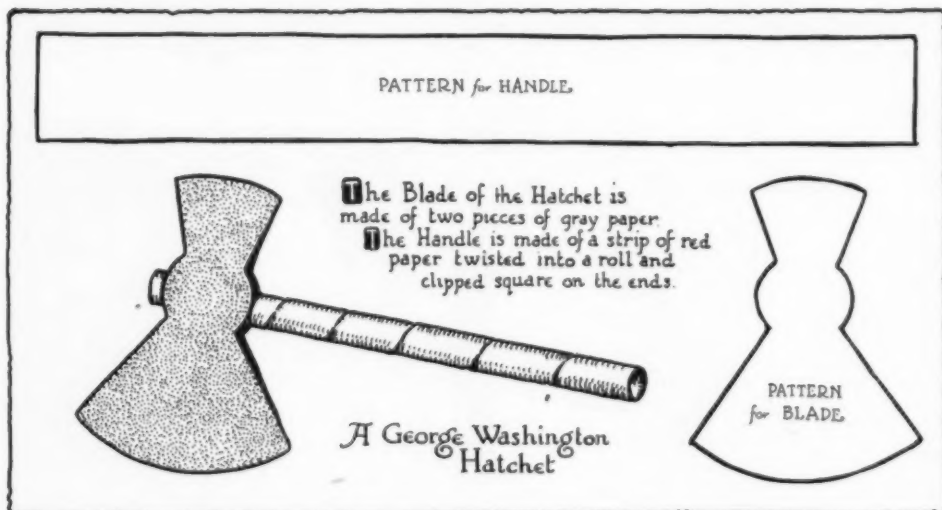 PATTERN for HANDLE
The Blade of the Hatchet is
made of two pieces of gray paper.
The Handle is made of a strip of red
paper twisted into a roll and
clipped square on the ends.
PATTERN
for BLADE
A George Washington
Hatchet